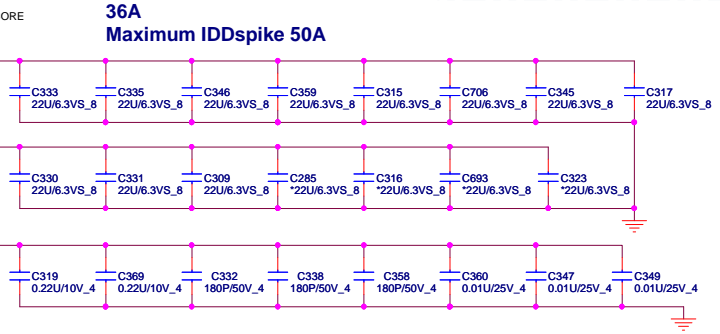 ORE
36A
Maximum IDDspike 50A
C333 C335 C346 C359 C315 C706 C345 C317
22U/6.3VS_8 22U/6.3VS_8 22U/6.3VS_8 22U/6.3VS_8 22U/6.3VS_8 22U/6.3VS_8 22U/6.3VS_8 22U/6.3VS_8
C330 C331 C309 C285 C316 C693 C323
22U/6.3VS_8 22U/6.3VS_8 22U/6.3VS_8 *22U/6.3VS_8 *22U/6.3VS_8 *22U/6.3VS_8 *22U/6.3VS_8
C319 C369 C332 C338 C358 C360 C347 C349
0.22U/10V_4 0.22U/10V_4 180P/50V_4 180P/50V_4 180P/50V_4 0.01U/25V_4 0.01U/25V_4 0.01U/25V_4